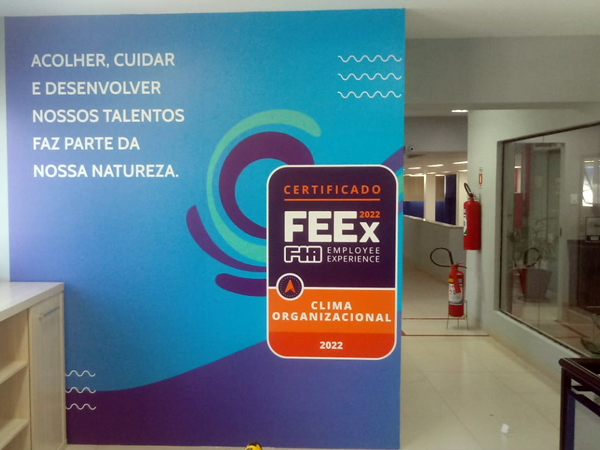 ACOLHER, CUIDAR
E DESENVOLVER
NOSSOS TALENTOS
FAZ PARTE DA
NOSSA NATUREZA.
CERTIFICADO
2022
FEEx
FIA EMPLOYEE
EXPERIENCE
CLIMA
ORGANIZACIONAL
2022